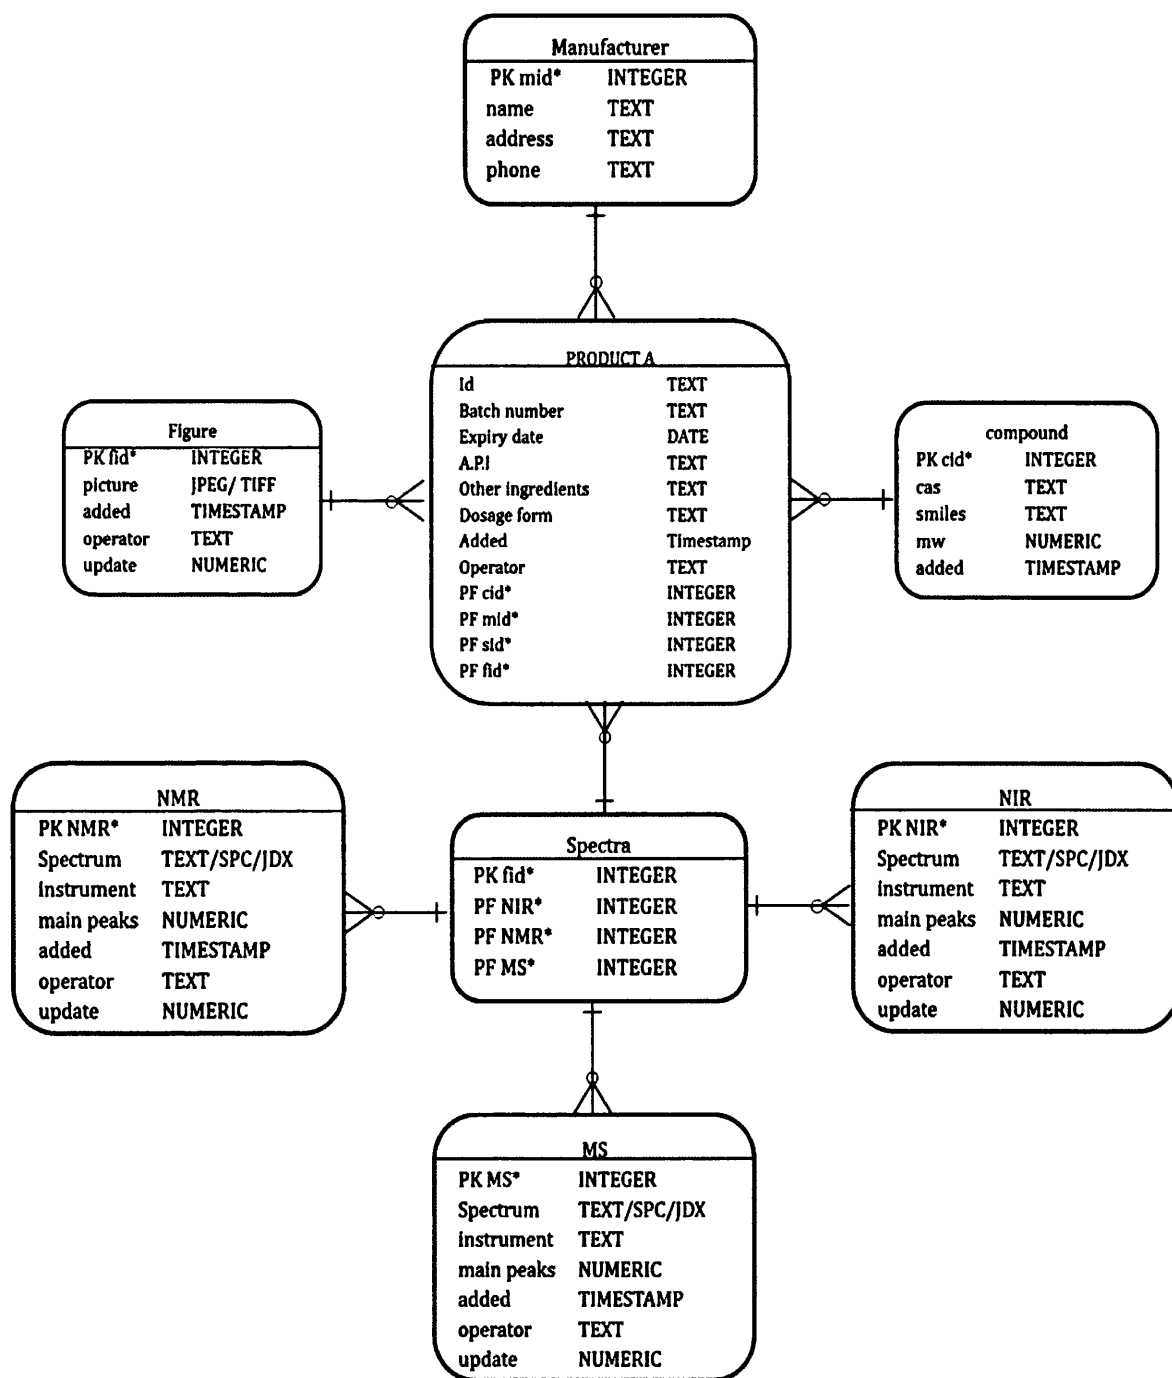 Manufacturer
PK mid* INTEGER
name TEXT
address TEXT
phone TEXT
PRODUCT A
Id TEXT
Batch number TEXT
Expiry date DATE
A.P.I TEXT
Other ingredients TEXT
Dosage form TEXT
Added Timestamp
Operator TEXT
PF cid* INTEGER
PF mid* INTEGER
PF sid* INTEGER
PF fid* INTEGER
Figure
PK fid* INTEGER
picture JPEG/ TIFF
added TIMESTAMP
operator TEXT
update NUMERIC
compound
PK cid* INTEGER
cas TEXT
smiles TEXT
mw NUMERIC
added TIMESTAMP
NMR
PK NMR* INTEGER
Spectrum TEXT/SPC/JDX
instrument TEXT
main peaks NUMERIC
added TIMESTAMP
operator TEXT
update NUMERIC
Spectra
PK fid* INTEGER
PF NIR* INTEGER
PF NMR* INTEGER
PF MS* INTEGER
NIR
PK NIR* INTEGER
Spectrum TEXT/SPC/JDX
instrument TEXT
main peaks NUMERIC
added TIMESTAMP
operator TEXT
update NUMERIC
MS
PK MS* INTEGER
Spectrum TEXT/SPC/JDX
instrument TEXT
main peaks NUMERIC
added TIMESTAMP
operator TEXT
update NUMERIC